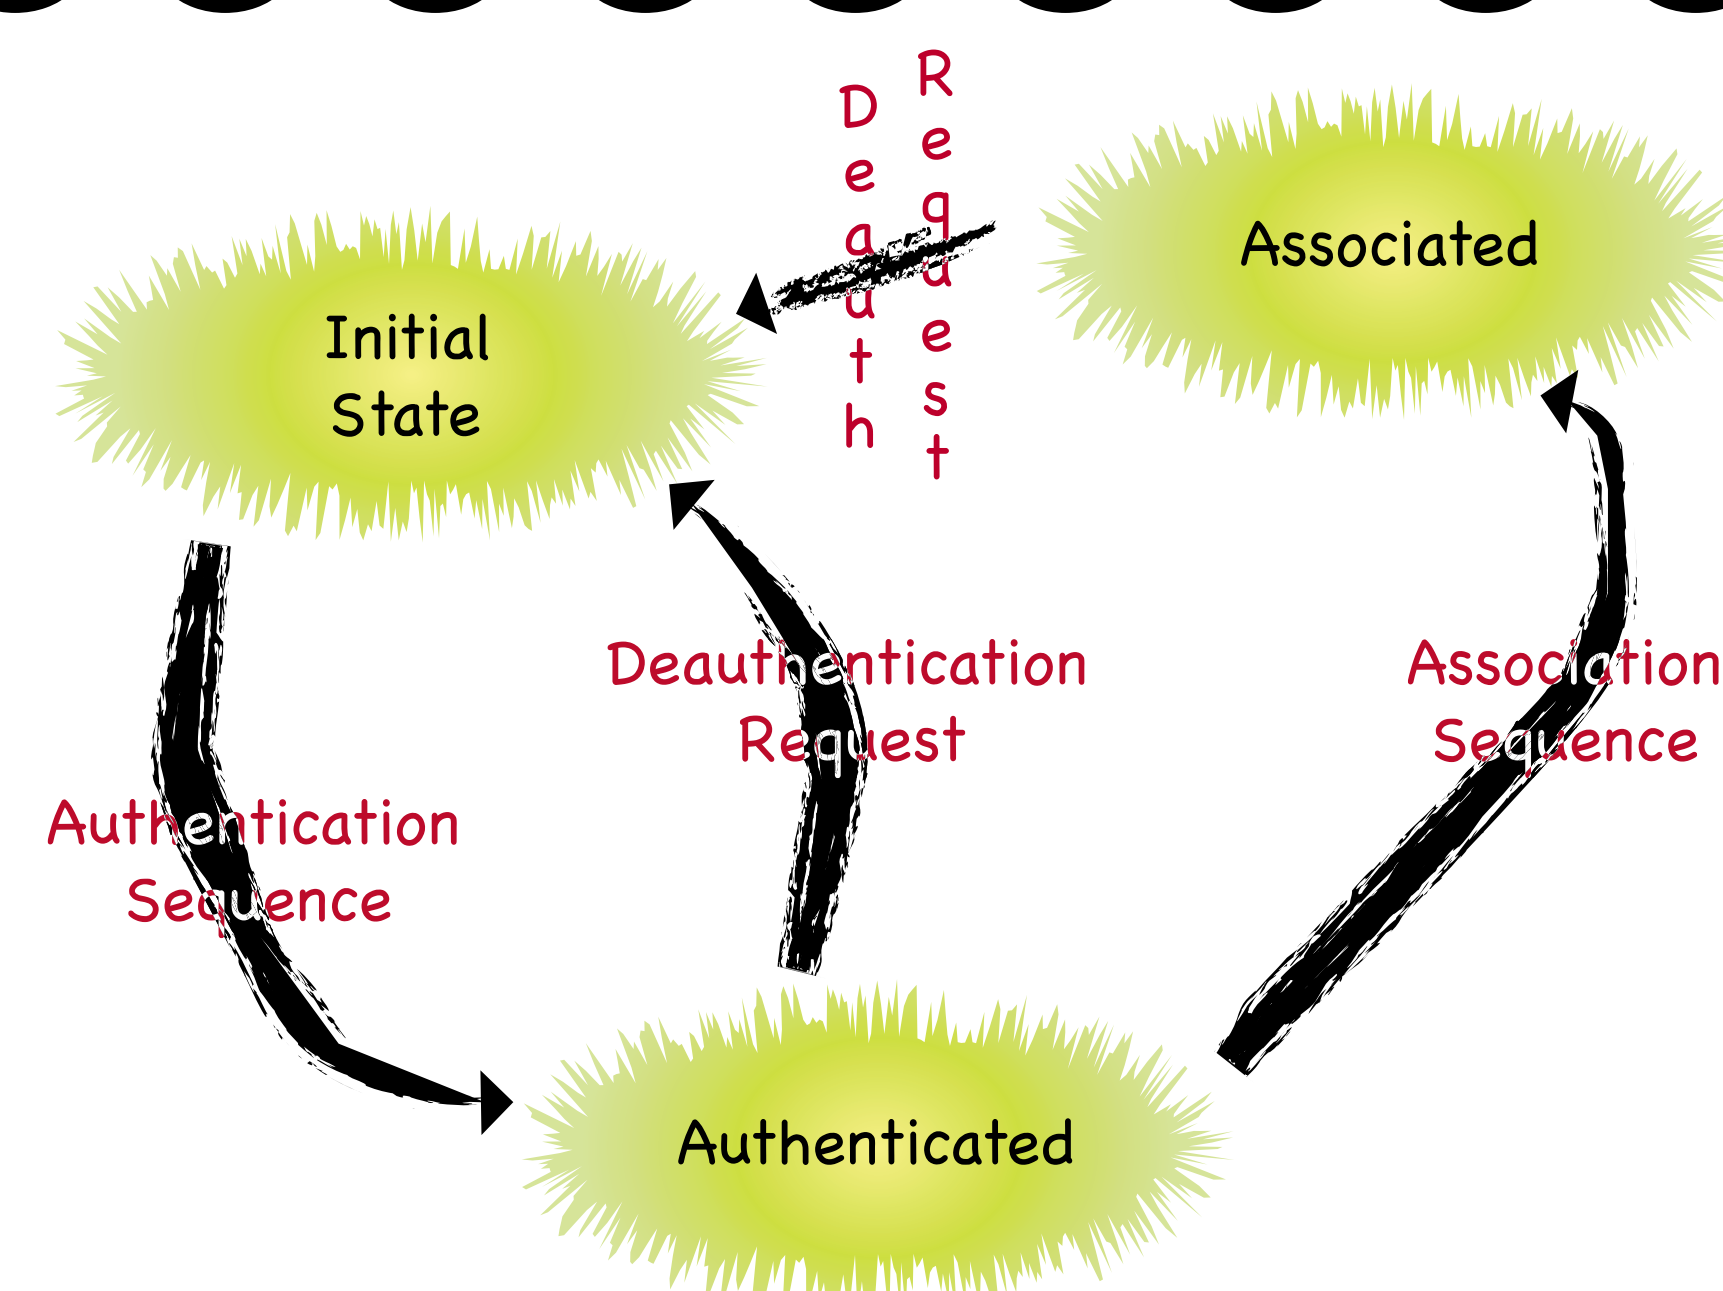 Deauth
Request
Associated
Initial
State
Deauthentication
Request
Association
Sequence
Authentication
Sequence
Authenticated